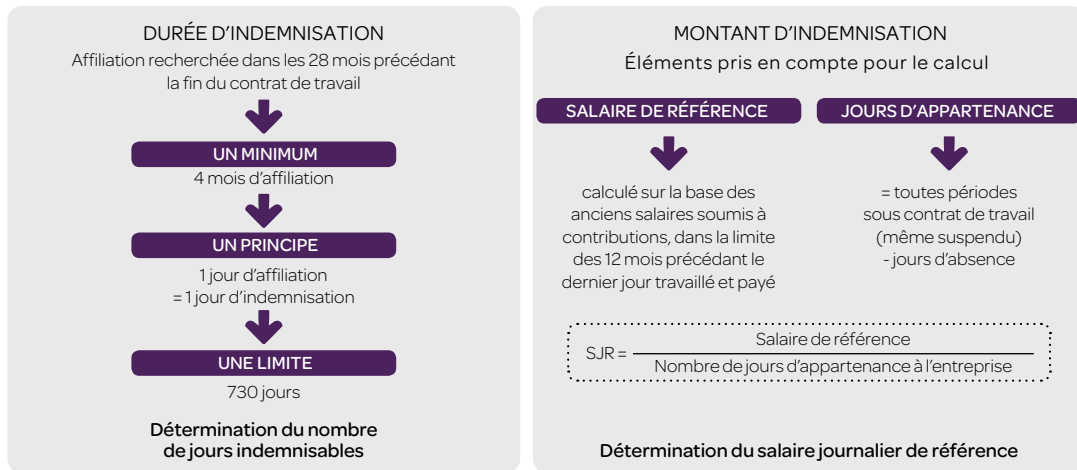 DURÉE D'INDEMNISATION
Affiliation recherchée dans les 28 mois précédant
la fin du contrat de travail
UN MINIMUM
4 mois d'affiliation
UN PRINCIPE
1 jour d'affiliation
= 1 jour d'indemnisation
UNE LIMITE
730 jours
Détermination du nombre
de jours indemnisables
MONTANT D'INDEMNISATION
Éléments pris en compte pour le calcul
SALAIRE DE RÉFÉRENCE
calculé sur la base des
anciens salaires soumis à
contributions, dans la limite
des 12 mois précédant le
dernier jour travaillé et payé
JOURS D'APPARTENANCE
= toutes périodes
sous contrat de travail
(même suspendu)
- jours d'absence
SJR =
Salaire de référence
Nombre de jours d'appartenance à l'entreprise
Détermination du salaire journalier de référence